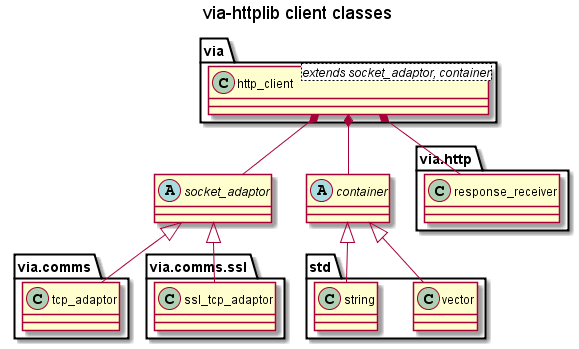 via-httplib client classes
via
extends socket_adaptor, container
C http_client
via.http
A socket_adaptor
A container
C response_receiver
via.comms
via.comms.ssl
std
C tcp_adaptor
C ssl_tcp_adaptor
C string
C vector